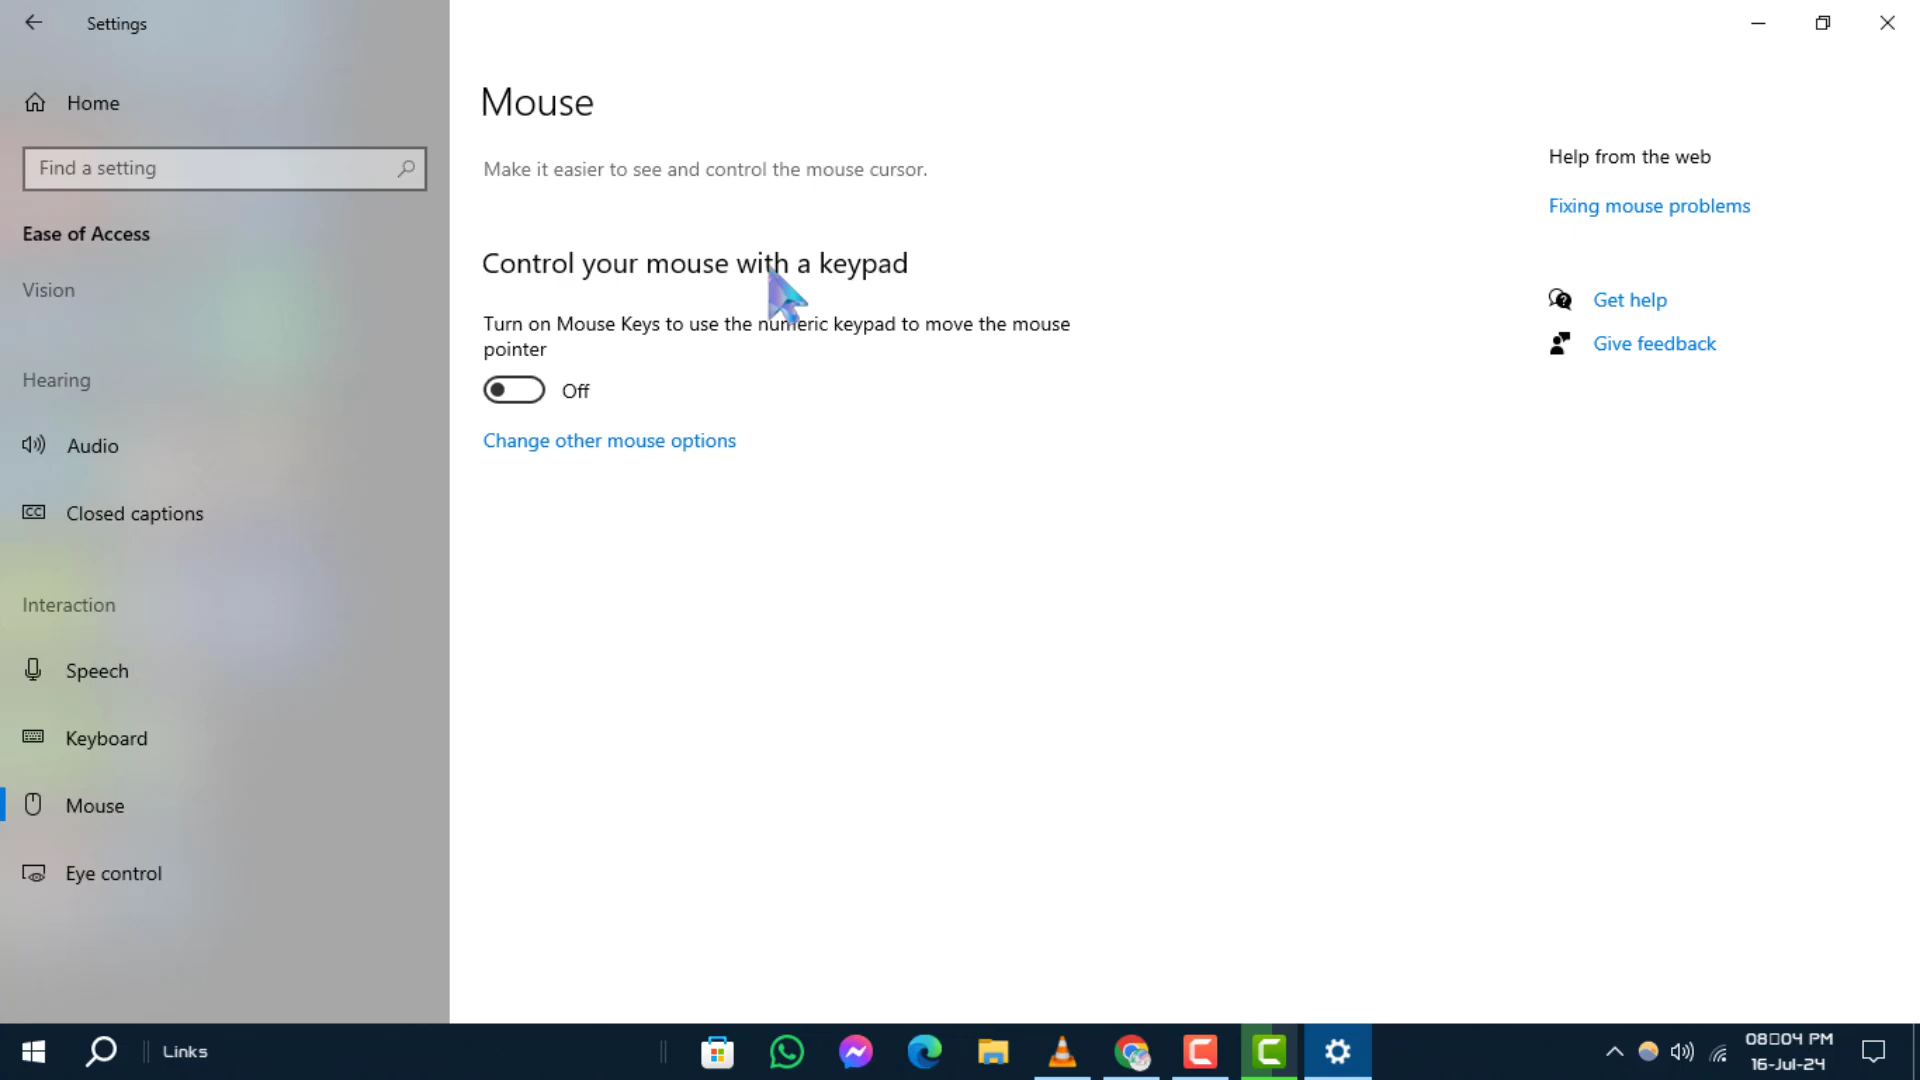 Settings
Home
Find a setting
Ease of Access
Vision
Hearing
Audio
CC
Closed captions
Interaction
Speech
Keyboard
Mouse
Eye control
Mouse
Make it easier to see and control the mouse cursor.
Control your mouse with a keypad
Turn on Mouse Keys to use the numeric keypad to move the mouse
pointer
Off
Change other mouse options
Help from the web
Fixing mouse problems
Get help
Give feedback
Links
08□04 PM
16-Jul-24